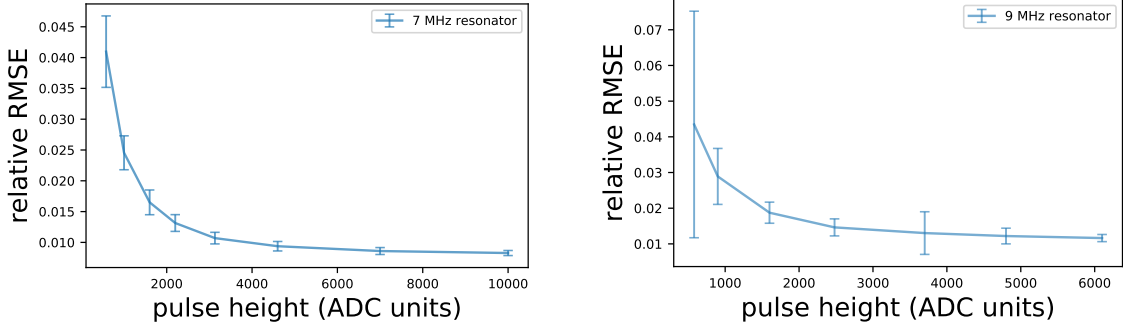 relative RMSE
0.045
0.040
0.035
0.030
0.025
0.020
0.015
0.010
7 MHz resonator
2000 4000 6000 8000 10000
pulse height (ADC units)
relative RMSE
0.07
0.06
0.05
0.04
0.03
0.02
0.01
9 MHz resonator
1000 2000 3000 4000 5000 6000
pulse height (ADC units)